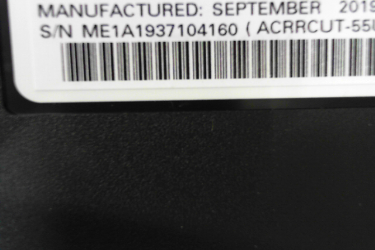 MANUFACTURED: SEPTEMBER 2019
S/N ME1A1937104160 ( ACRRCUT-55